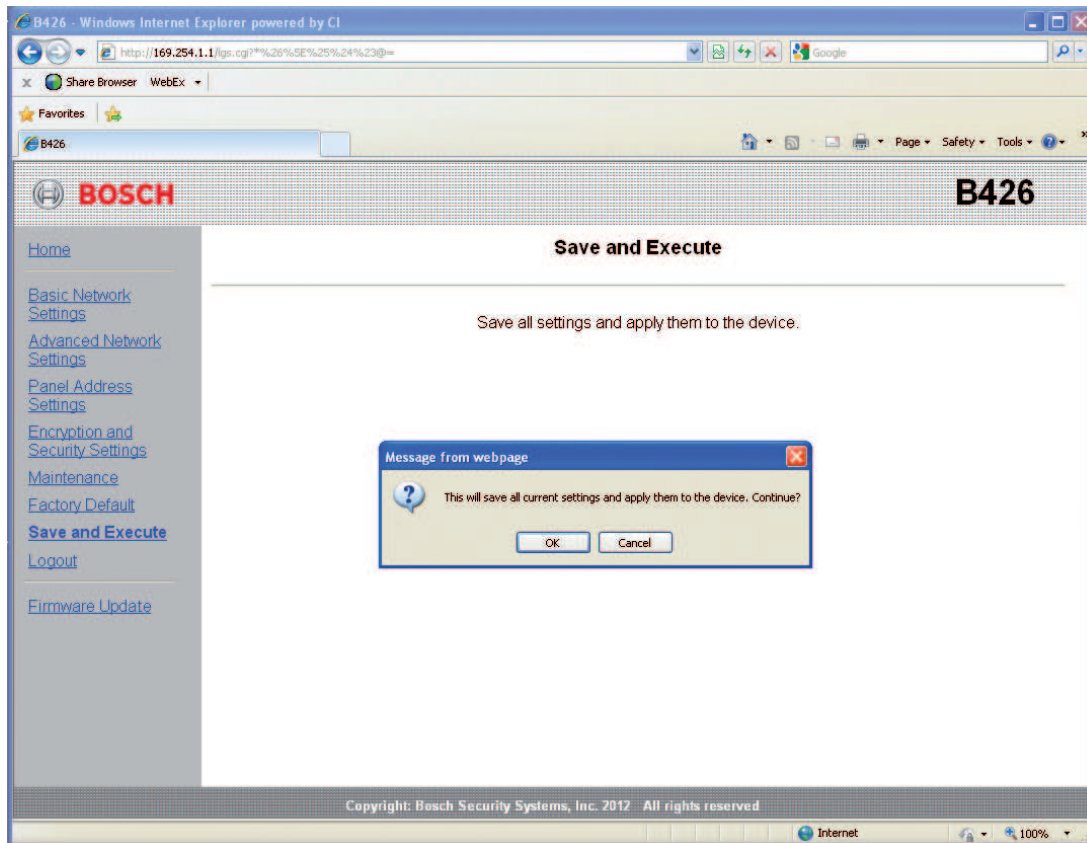 B426 - Windows Internet Explorer powered by CI
http://169.254.1.1/igs.cgi?*%26%5E%25%24%23@=
Google
x Share Browser WebEx
Favorites
B426
Page Safety Tools
BOSCH
B426
Home
Basic Network
Settings
Advanced Network
Settings
Panel Address
Settings
Encryption and
Security Settings
Maintenance
Factory Default
Save and Execute
Logout
Firmware Update
Save and Execute
Save all settings and apply them to the device.
Message from webpage
This will save all current settings and apply them to the device. Continue?
OK Cancel
Copyright: Bosch Security Systems, Inc. 2012 All rights reserved
Internet 100%